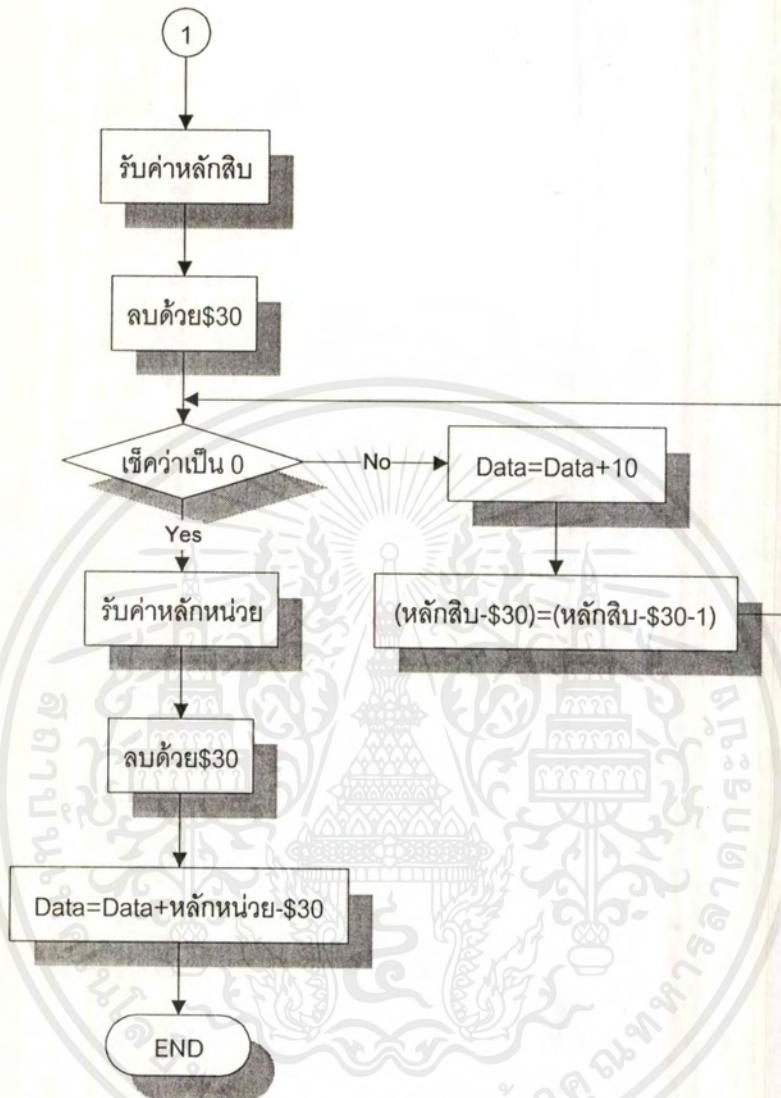 1
รับค่าหลักสิบ
ลบด้วย$30
เช็คว่าเป็น 0
No
Data=Data+10
Yes
(หลักสิบ-$30)=(หลักสิบ-$30-1)
รับค่าหลักหน่วย
ลบด้วย$30
Data=Data+หลักหน่วย-$30
END